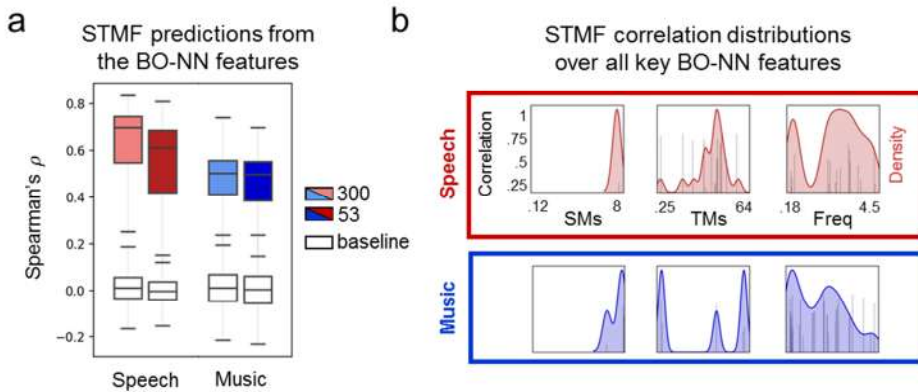 a
STMF predictions from
the BO-NN features
Spearman's ρ
0.8
0.6
0.4
0.2
0.0
−0.2
Speech
Music
300
53
baseline
b
STMF correlation distributions
over all key BO-NN features
Speech
Correlation
1
.75
.5
.25
.12
8
SMs
.25
64
TMs
.18
4.5
Freq
Density
Music